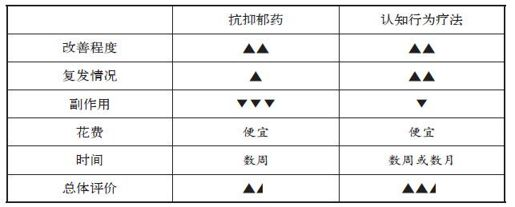 抗抑郁药 认知行为疗法
改善程度 ▲▲ ▲▲
复发情况 ▲ ▲▲
副作用 ▼▼▼ ▼
花费 便宜 便宜
时间 数周 数周或数月
总体评价 ▲◢ ▲▲◢